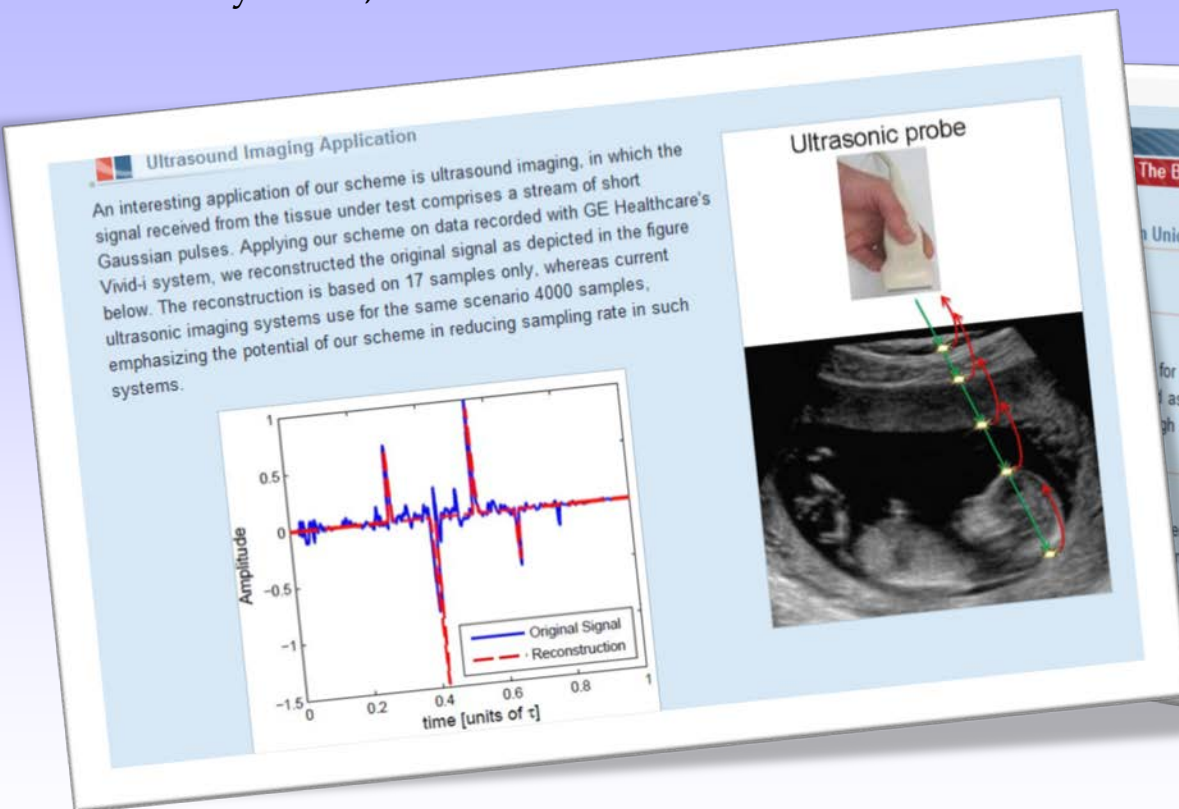 Ultrasound Imaging Application
An interesting application of our scheme is ultrasound imaging, in which the
signal received from the tissue under test comprises a stream of short
Gaussian pulses. Applying our scheme on data recorded with GE Healthcare's
Vivid-i system, we reconstructed the original signal as depicted in the figure
below. The reconstruction is based on 17 samples only, whereas current
ultrasonic imaging systems use for the same scenario 4000 samples,
emphasizing the potential of our scheme in reducing sampling rate in such
systems.
1
0.5
0
−0.5
−1
−1.5
Amplitude
Original Signal
Reconstruction
0 0.2 0.4 0.6 0.8 1
time [units of τ]
Ultrasonic probe
The B
n Unio
for